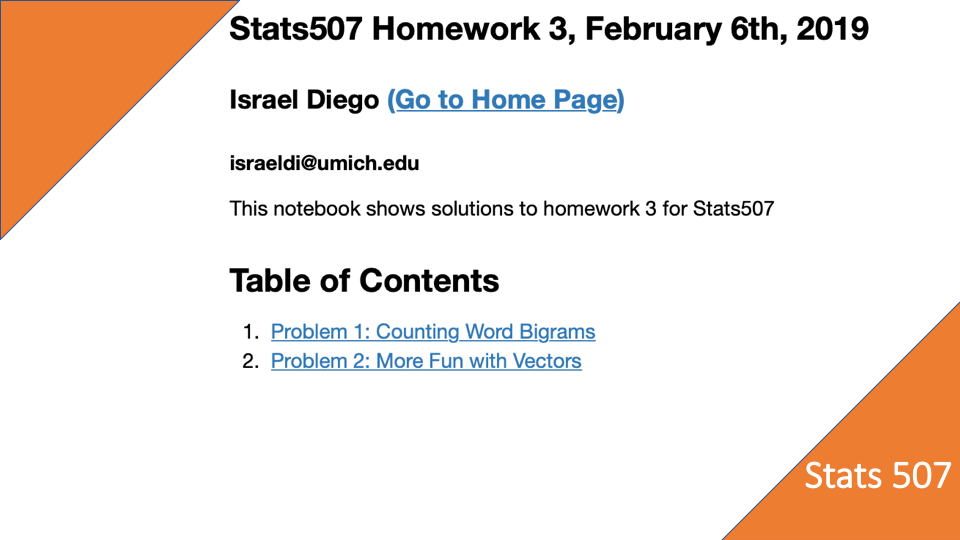 Stats507 Homework 3, February 6th, 2019
Israel Diego (Go to Home Page)
israeldi@umich.edu
This notebook shows solutions to homework 3 for Stats507
Table of Contents
1. Problem 1: Counting Word Bigrams
2. Problem 2: More Fun with Vectors
Stats 507